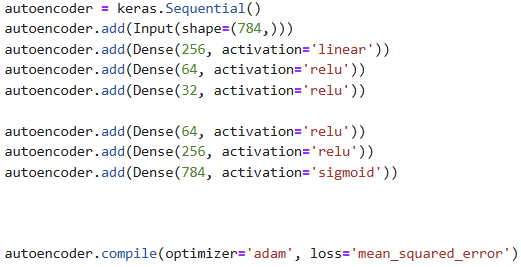 autoencoder = keras.Sequential()
autoencoder.add(Input(shape=(784,)))
autoencoder.add(Dense(256, activation='linear'))
autoencoder.add(Dense(64, activation='relu'))
autoencoder.add(Dense(32, activation='relu'))
autoencoder.add(Dense(64, activation='relu'))
autoencoder.add(Dense(256, activation='relu'))
autoencoder.add(Dense(784, activation='sigmoid'))
autoencoder.compile(optimizer='adam', loss='mean_squared_error')